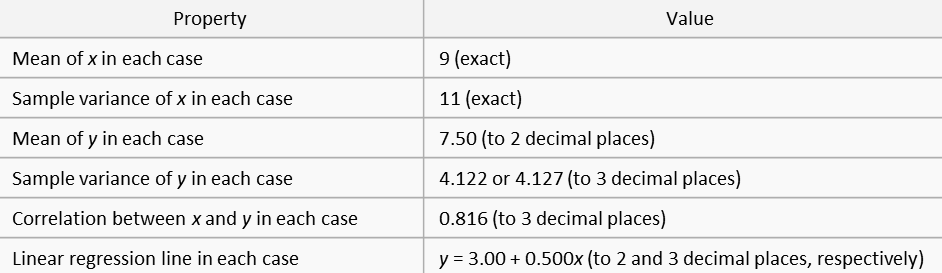 Property Value
Mean of x in each case 9 (exact)
Sample variance of x in each case 11 (exact)
Mean of y in each case 7.50 (to 2 decimal places)
Sample variance of y in each case 4.122 or 4.127 (to 3 decimal places)
Correlation between x and y in each case 0.816 (to 3 decimal places)
Linear regression line in each case y = 3.00 + 0.500x (to 2 and 3 decimal places, respectively)